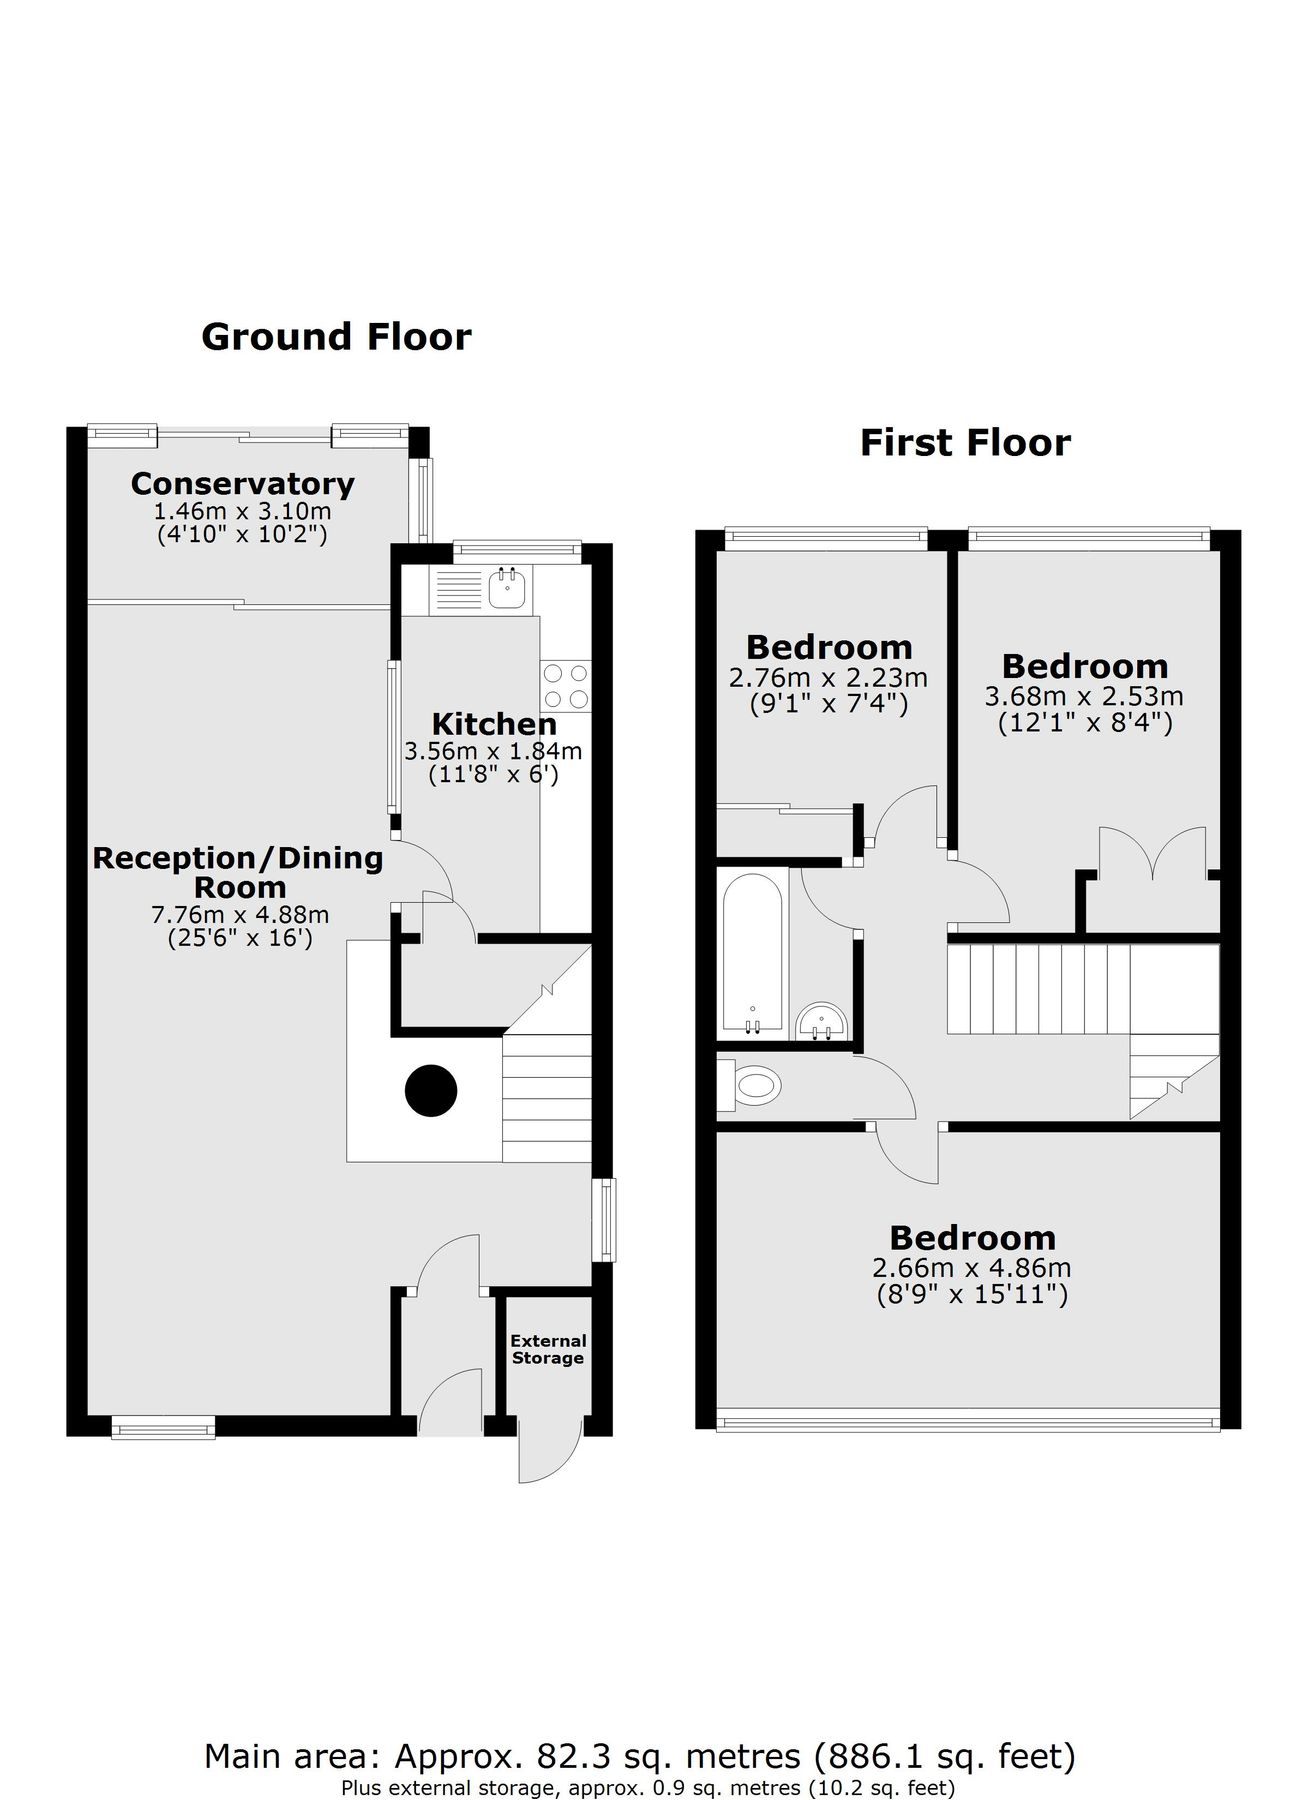 Ground Floor
First Floor
Conservatory
1.46m x 3.10m
(4'10" x 10'2")
Kitchen
3.56m x 1.84m
(11'8" x 6')
Reception/Dining
Room
7.76m x 4.88m
(25'6" x 16')
External
Storage
Bedroom
2.76m x 2.23m
(9'1" x 7'4")
Bedroom
3.68m x 2.53m
(12'1" x 8'4")
Bedroom
2.66m x 4.86m
(8'9" x 15'11")
Main area: Approx. 82.3 sq. metres (886.1 sq. feet)
Plus external storage, approx. 0.9 sq. metres (10.2 sq. feet)